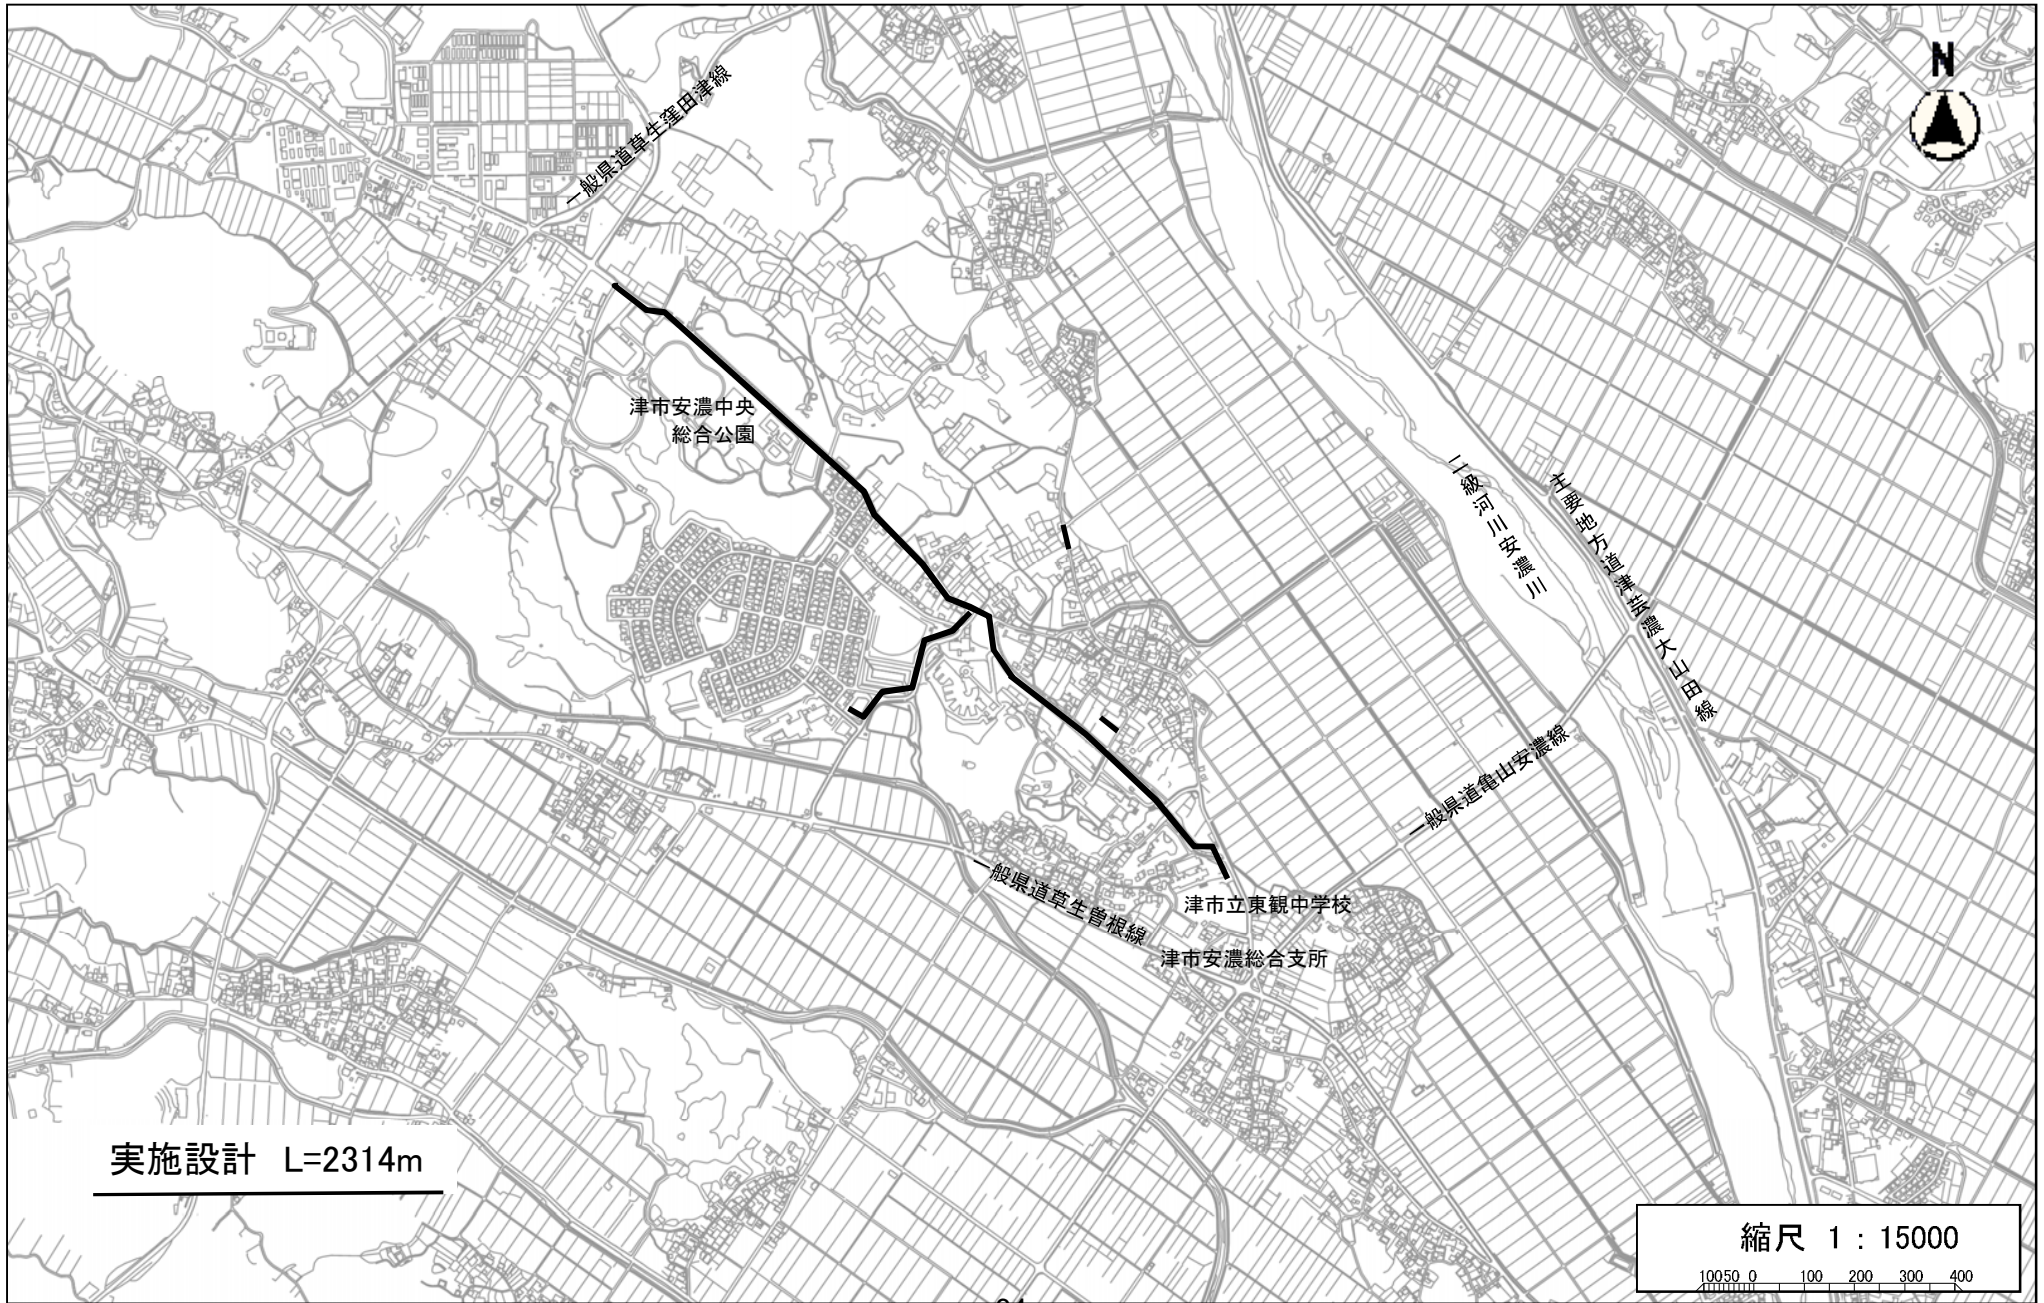 N
一般県道草生窪田津線
津市安濃中央
総合公園
二級河川安濃川
主要地方道津芸濃大山田線
一般県道亀山安濃線
一般県道草生曽根線
津市立東観中学校
津市安濃総合支所
実施設計 L=2314m
縮尺 1:15000
10050 0 100 200 300 400